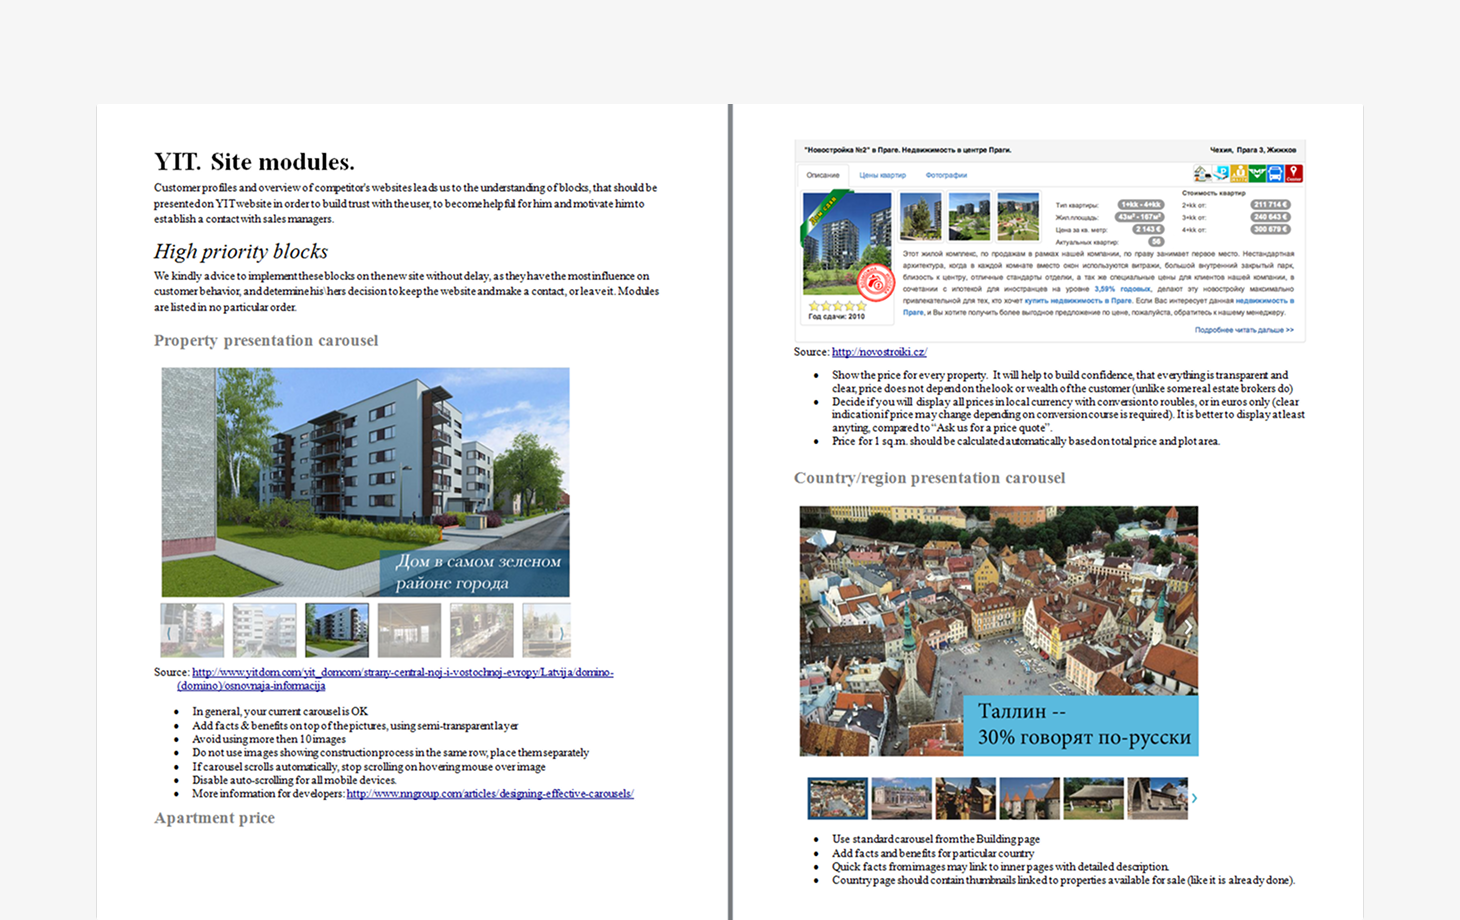 YIT. Site modules.
Customer profiles and overview of competitor's websites leads us to the understanding of blocks, that should be
presented on YIT website in order to build trust with the user, to become helpful for him and motivate him to
establish a contact with sales managers.
High priority blocks
We kindly advice to implement these blocks on the new site without delay, as they have the most influence on
customer behavior, and determine his\hers decision to keep the website and make a contact, or leave it. Modules
are listed in no particular order.
Property presentation carousel
Дом в самом зеленом
районе города
Source: http://www.yitdom.com/yit_domcom/strany-central-noj-i-vostochnoj-evropy/Latvija/domino-
(domino)/osnovnaja-informacija
In general, your current carousel is OK
Add facts & benefits on top of the pictures, using semi-transparent layer
Avoid using more then 10 images
Do not use images showing construction process in the same row, place them separately
If carousel scrolls automatically, stop scrolling on hovering mouse over image
Disable auto-scrolling for all mobile devices.
More information for developers: http://www.nngroup.com/articles/designing-effective-carousels/
Apartment price
"Новостройка №2" в Праге. Недвижимость в центре Праги. Чехия, Прага 3, Жижков
Описание Цены квартир Фотографии
Стоимость квартир
Тип квартиры: 1+kk - 4+kk 2+kk от: 211 714 €
Жил.площадь: 43м² - 167м² 3+kk от: 240 643 €
Цена за кв. метр: 2 143 € 4+kk от: 300 679 €
Актуальных квартир: 56
Этот жилой комплекс, по продажам в рамках нашей компании, по праву занимает первое место. Нестандартная
архитектура, когда в каждой комнате вместо окон используются витражи, большой внутренний закрытый парк,
близость к центру, отличные стандарты отделки, а так же специальные цены для клиентов нашей компании, в
сочетании с ипотекой для иностранцев на уровне 3,59% годовых, делают эту новостройку максимально
привлекательной для тех, кто хочет купить недвижимость в Праге. Если Вас интересует данная недвижимость в
Праге, и Вы хотите получить более выгодное предложение по цене, пожалуйста, обратитесь к нашему менеджеру.
Год сдачи: 2010
Подробнее читать дальше >>
Source: http://novostroiki.cz/
Show the price for every property. It will help to build confidence, that everything is transparent and
clear, price does not depend on the look or wealth of the customer (unlike some real estate brokers do)
Decide if you will display all prices in local currency with conversion to roubles, or in euros only (clear
indication if price may change depending on conversion course is required). It is better to display at least
anyting, compared to “Ask us for a price quote”.
Price for 1 sq.m. should be calculated automatically based on total price and plot area.
Country/region presentation carousel
Таллин --
30% говорят по-русски
Use standard carousel from the Building page
Add facts and benefits for particular country
Quick facts from images may link to inner pages with detailed description.
Country page should contain thumbnails linked to properties available for sale (like it is already done).